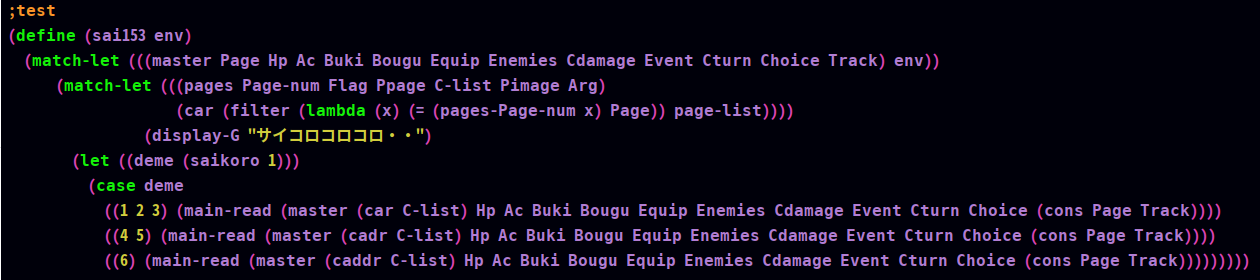 ;test
(define (sai153 env)
(match-let (((master Page Hp Ac Buki Bougu Equip Enemies Cdamage Event Cturn Choice Track) env))
(match-let (((pages Page-num Flag Ppage C-list Pimage Arg)
(car (filter (lambda (x) (= (pages-Page-num x) Page)) page-list))))
(display-G "サイコロコロコロ・・")
(let ((deme (saikoro 1)))
(case deme
((1 2 3) (main-read (master (car C-list) Hp Ac Buki Bougu Equip Enemies Cdamage Event Cturn Choice (cons Page Track))))
((4 5) (main-read (master (cadr C-list) Hp Ac Buki Bougu Equip Enemies Cdamage Event Cturn Choice (cons Page Track))))
((6) (main-read (master (caddr C-list) Hp Ac Buki Bougu Equip Enemies Cdamage Event Cturn Choice (cons Page Track)))))))))